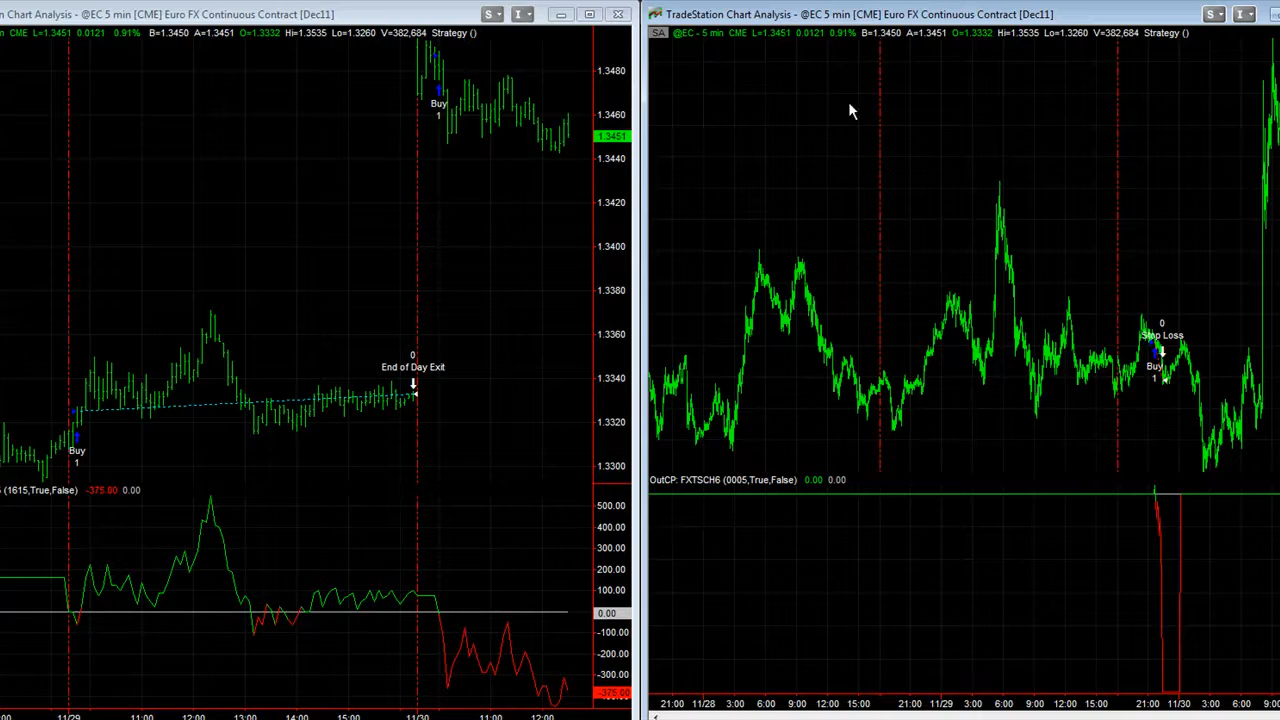 n Chart Analysis - @EC 5 min [CME] Euro FX Continuous Contract [Dec11]
S
I
CME L=1.3451 0.0121 0.91% B=1.3450 A=1.3451 O=1.3332 Hi=1.3535 Lo=1.3260 V=382,684 Strategy ()
1.3480
1.3460
1.3451
1.3440
1.3420
1.3400
1.3380
1.3360
1.3340
1.3320
1.3300
Buy
1
0
End of Day Exit
Buy
1
(1615,True,False) -375.00 0.00
500.00
400.00
300.00
200.00
100.00
0.00
-100.00
-200.00
-300.00
-375.00
11/29 11:00 12:00 13:00 14:00 15:00 11/30 11:00 12:00
TradeStation Chart Analysis - @EC 5 min [CME] Euro FX Continuous Contract [Dec11]
S
I
SA @EC - 5 min CME L=1.3451 0.0121 0.91% B=1.3450 A=1.3451 O=1.3332 Hi=1.3535 Lo=1.3260 V=382,684 Strategy ()
0
Stop Loss
Buy
1
OutCP: FXTSCH6 (0005,True,False) 0.00 0.00
21:00 11/28 3:00 6:00 9:00 12:00 15:00 21:00 11/29 3:00 6:00 9:00 12:00 15:00 21:00 11/30 3:00 6:00 9:0